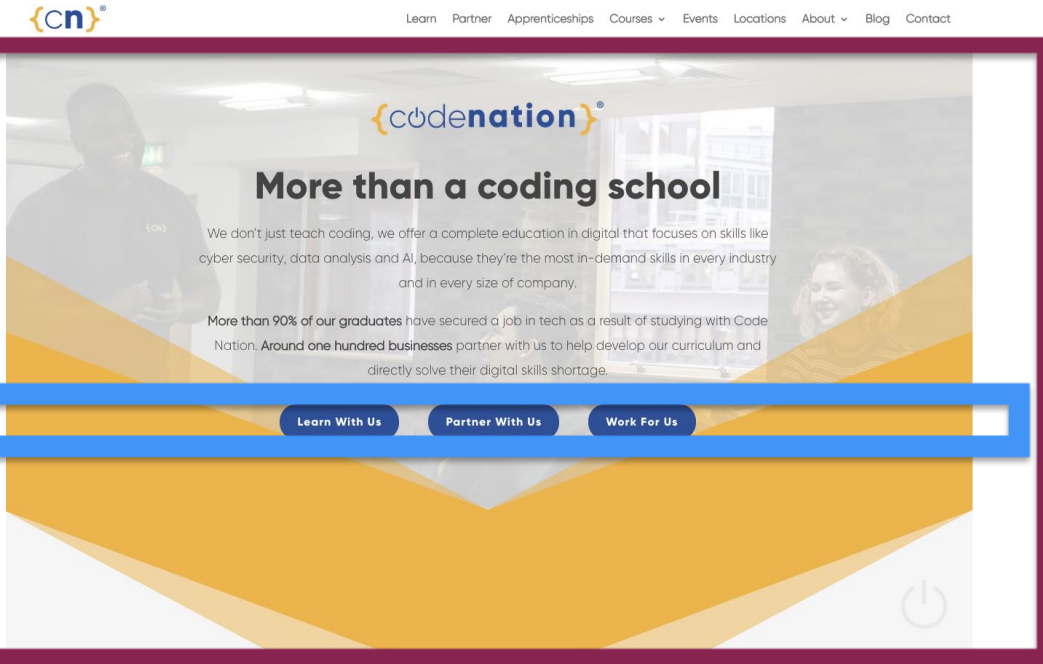 {cn}®
Learn Partner Apprenticeships Courses Events Locations About Blog Contact
{codenation}®
More than a coding school
We don't just teach coding, we offer a complete education in digital that focuses on skills like
cyber security, data analysis and AI, because they're the most in-demand skills in every industry
and in every size of company.
More than 90% of our graduates have secured a job in tech as a result of studying with Code
Nation. Around one hundred businesses partner with us to help develop our curriculum and
directly solve their digital skills shortage.
Learn With Us Partner With Us Work For Us
{cn}